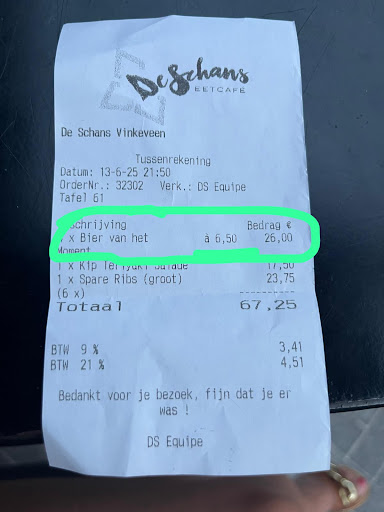 De Schans
EETCAFE
De Schans Vinkeveen
Tussenrekening
Datum: 13-6-25 21:50
OrderNr.: 32302 Verk.: DS Equipe
Tafel 61
schrijving Bedrag €
x Bier van het à 6,50 26,00
Moment
1 x Kip Teriyaki Salade 17,50
1 x Spare Ribs (groot) 23,75
(6 x)
Totaal 67,25
BTW 9 % 3,41
BTW 21 % 4,51
Bedankt voor je bezoek, fijn dat je er
was !
DS Equipe